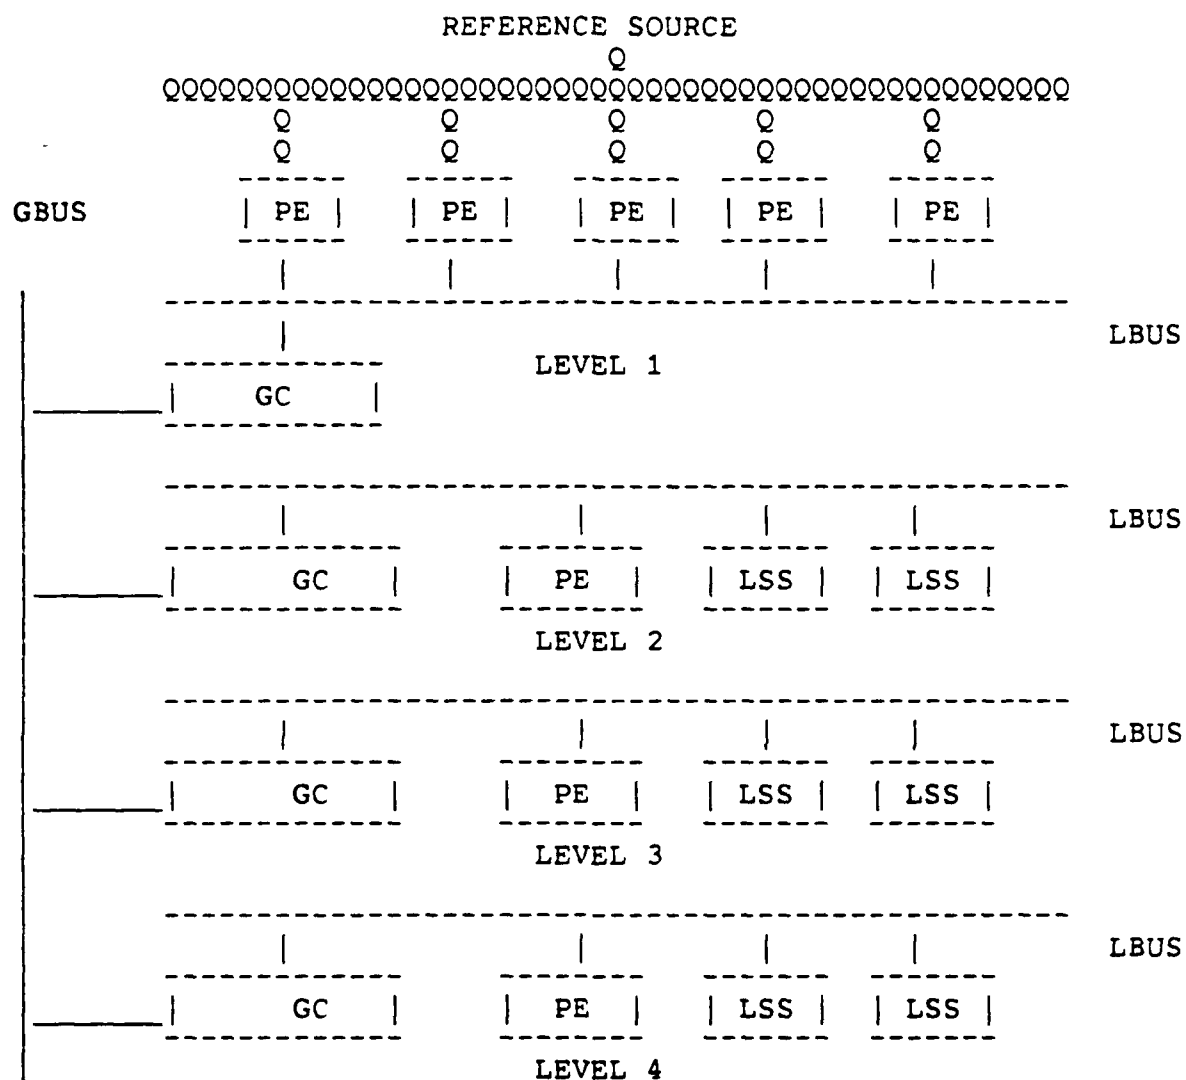 REFERENCE SOURCE
Q
QQQQQQQQQQQQQQQQQQQQQQQQQQQQQQQQQQQQQQQQQQQQQQQQQ
Q Q Q Q Q
Q Q Q Q Q
GBUS PE PE PE PE PE
LBUS
LEVEL 1
GC
LBUS
GC PE LSS LSS
LEVEL 2
LBUS
GC PE LSS LSS
LEVEL 3
LBUS
GC PE LSS LSS
LEVEL 4